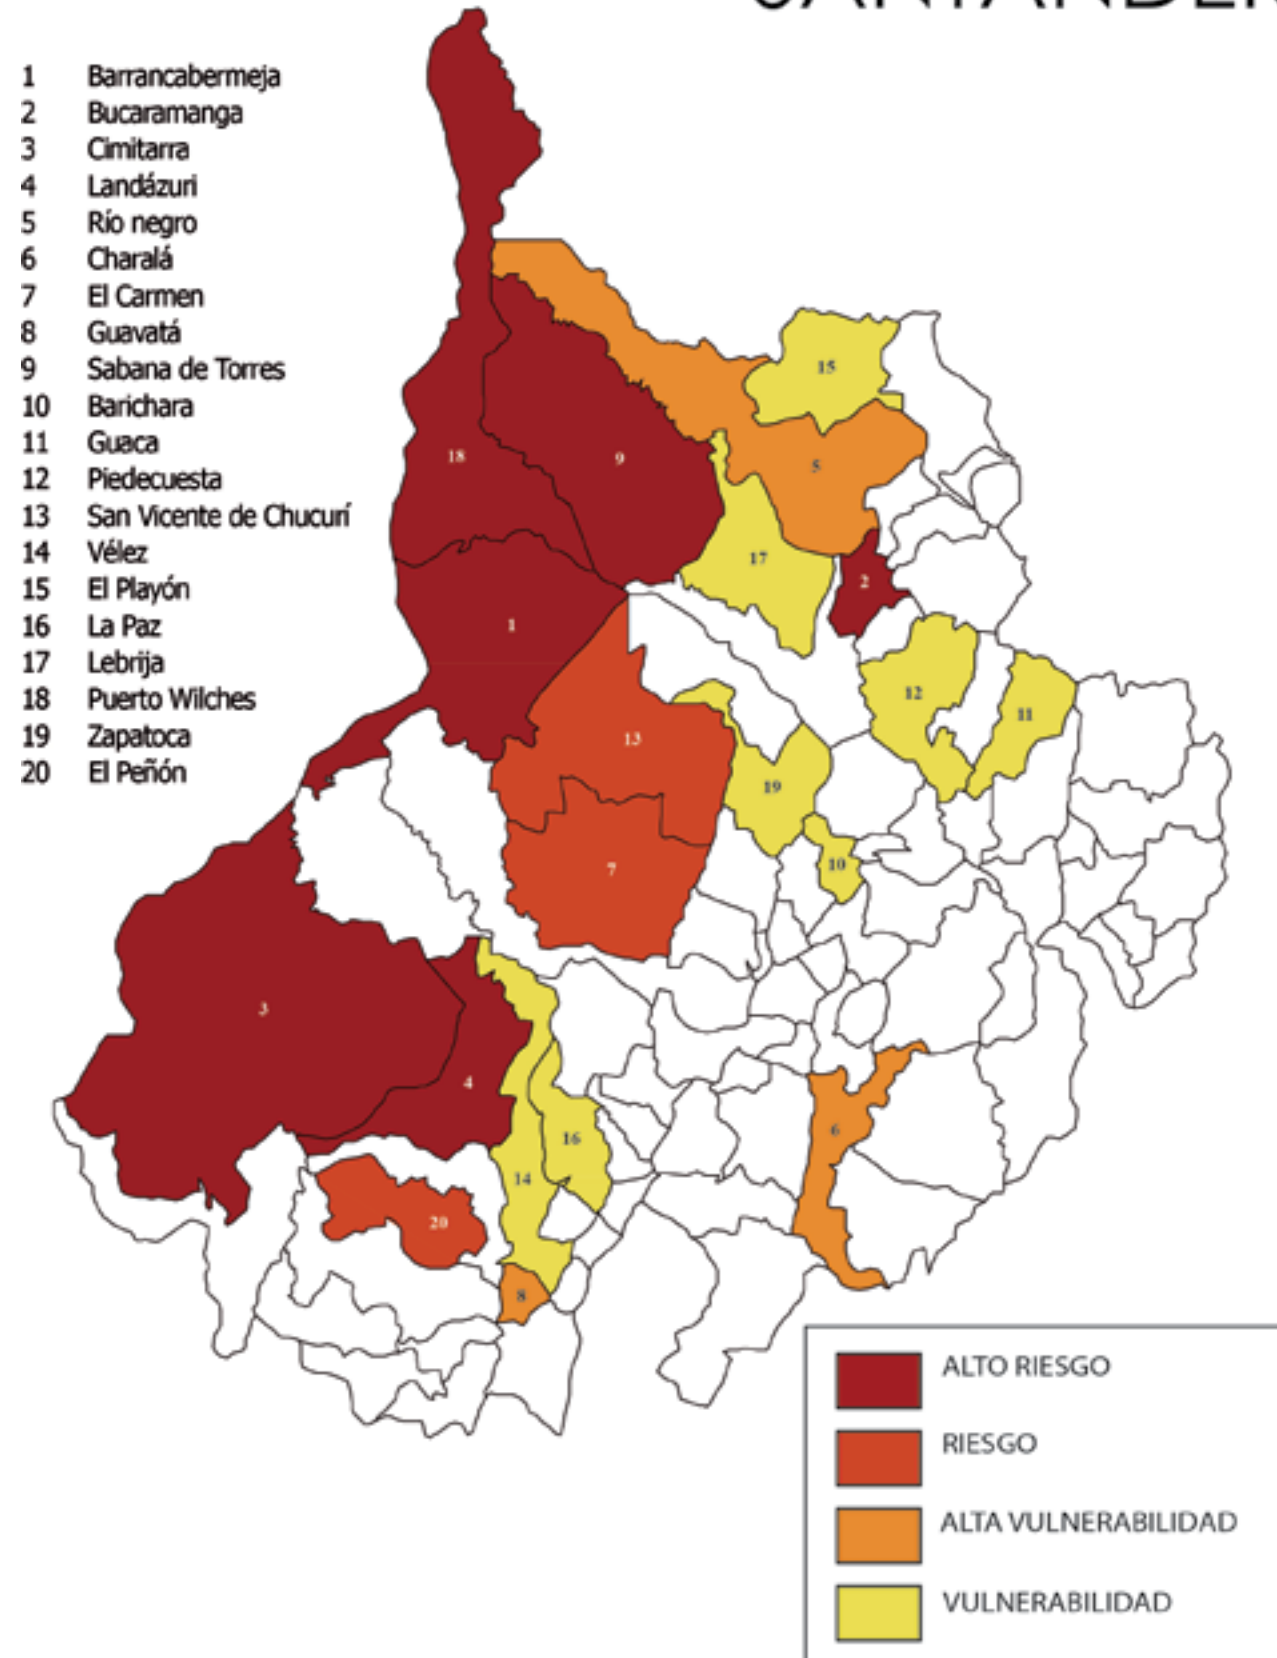 SANTANDER
1 Barrancabermeja
2 Bucaramanga
3 Cimitarra
4 Landázuri
5 Río negro
6 Charalá
7 El Carmen
8 Guavatá
9 Sabana de Torres
10 Barichara
11 Guaca
12 Piedecuesta
13 San Vicente de Chucurí
14 Vélez
15 El Playón
16 La Paz
17 Lebrija
18 Puerto Wilches
19 Zapatoca
20 El Peñón
15
18
9
5
17
2
1
12
11
13
19
10
7
3
4
6
16
14
20
8
ALTO RIESGO
RIESGO
ALTA VULNERABILIDAD
VULNERABILIDAD